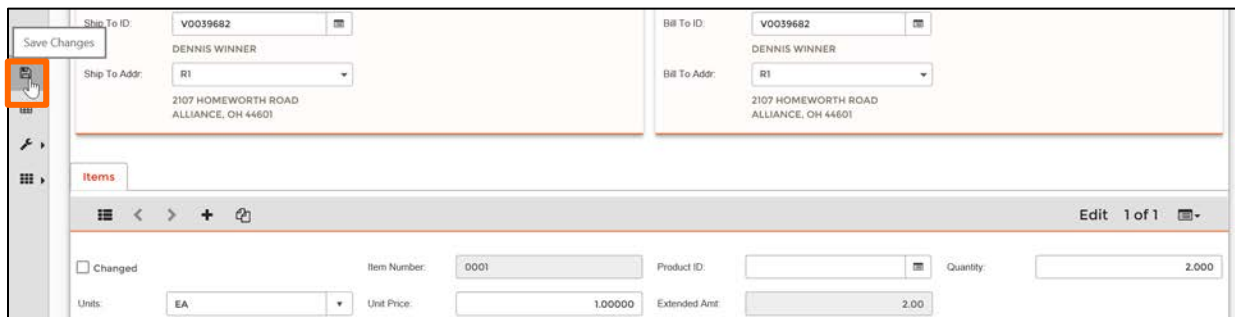 Ship To ID: V0039682 Bill To ID: V0039682
Save Changes
DENNIS WINNER DENNIS WINNER
Ship To Addr: R1 Bill To Addr: R1
2107 HOMEWORTH ROAD 2107 HOMEWORTH ROAD
ALLIANCE, OH 44601 ALLIANCE, OH 44601
Items
Edit 1 of 1
Changed Item Number: 0001 Product ID: Quantity: 2.000
Units: EA Unit Price: 1.00000 Extended Amt: 2.00